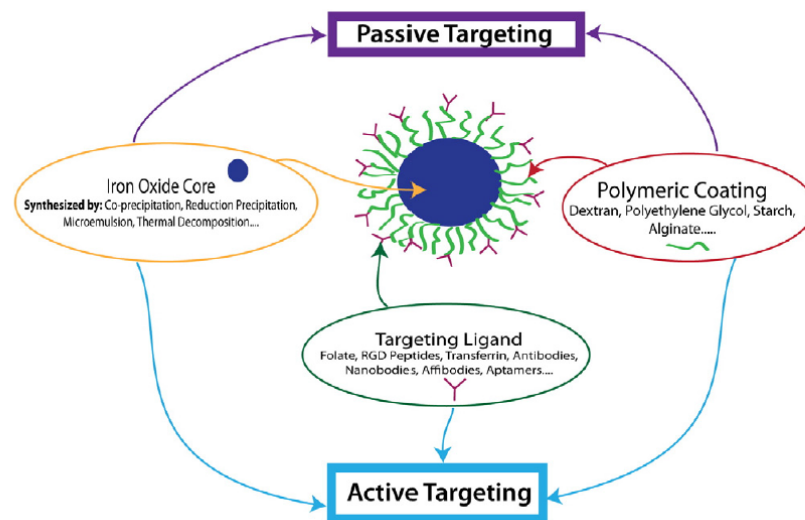 Passive Targeting
Iron Oxide Core
Synthesized by: Co-precipitation, Reduction Precipitation,
Microemulsion, Thermal Decomposition....
Polymeric Coating
Dextran, Polyethylene Glycol, Starch,
Alginate.....
Targeting Ligand
Folate, RGD Peptides, Transferrin, Antibodies,
Nanobodies, Affibodies, Aptamers....
Active Targeting